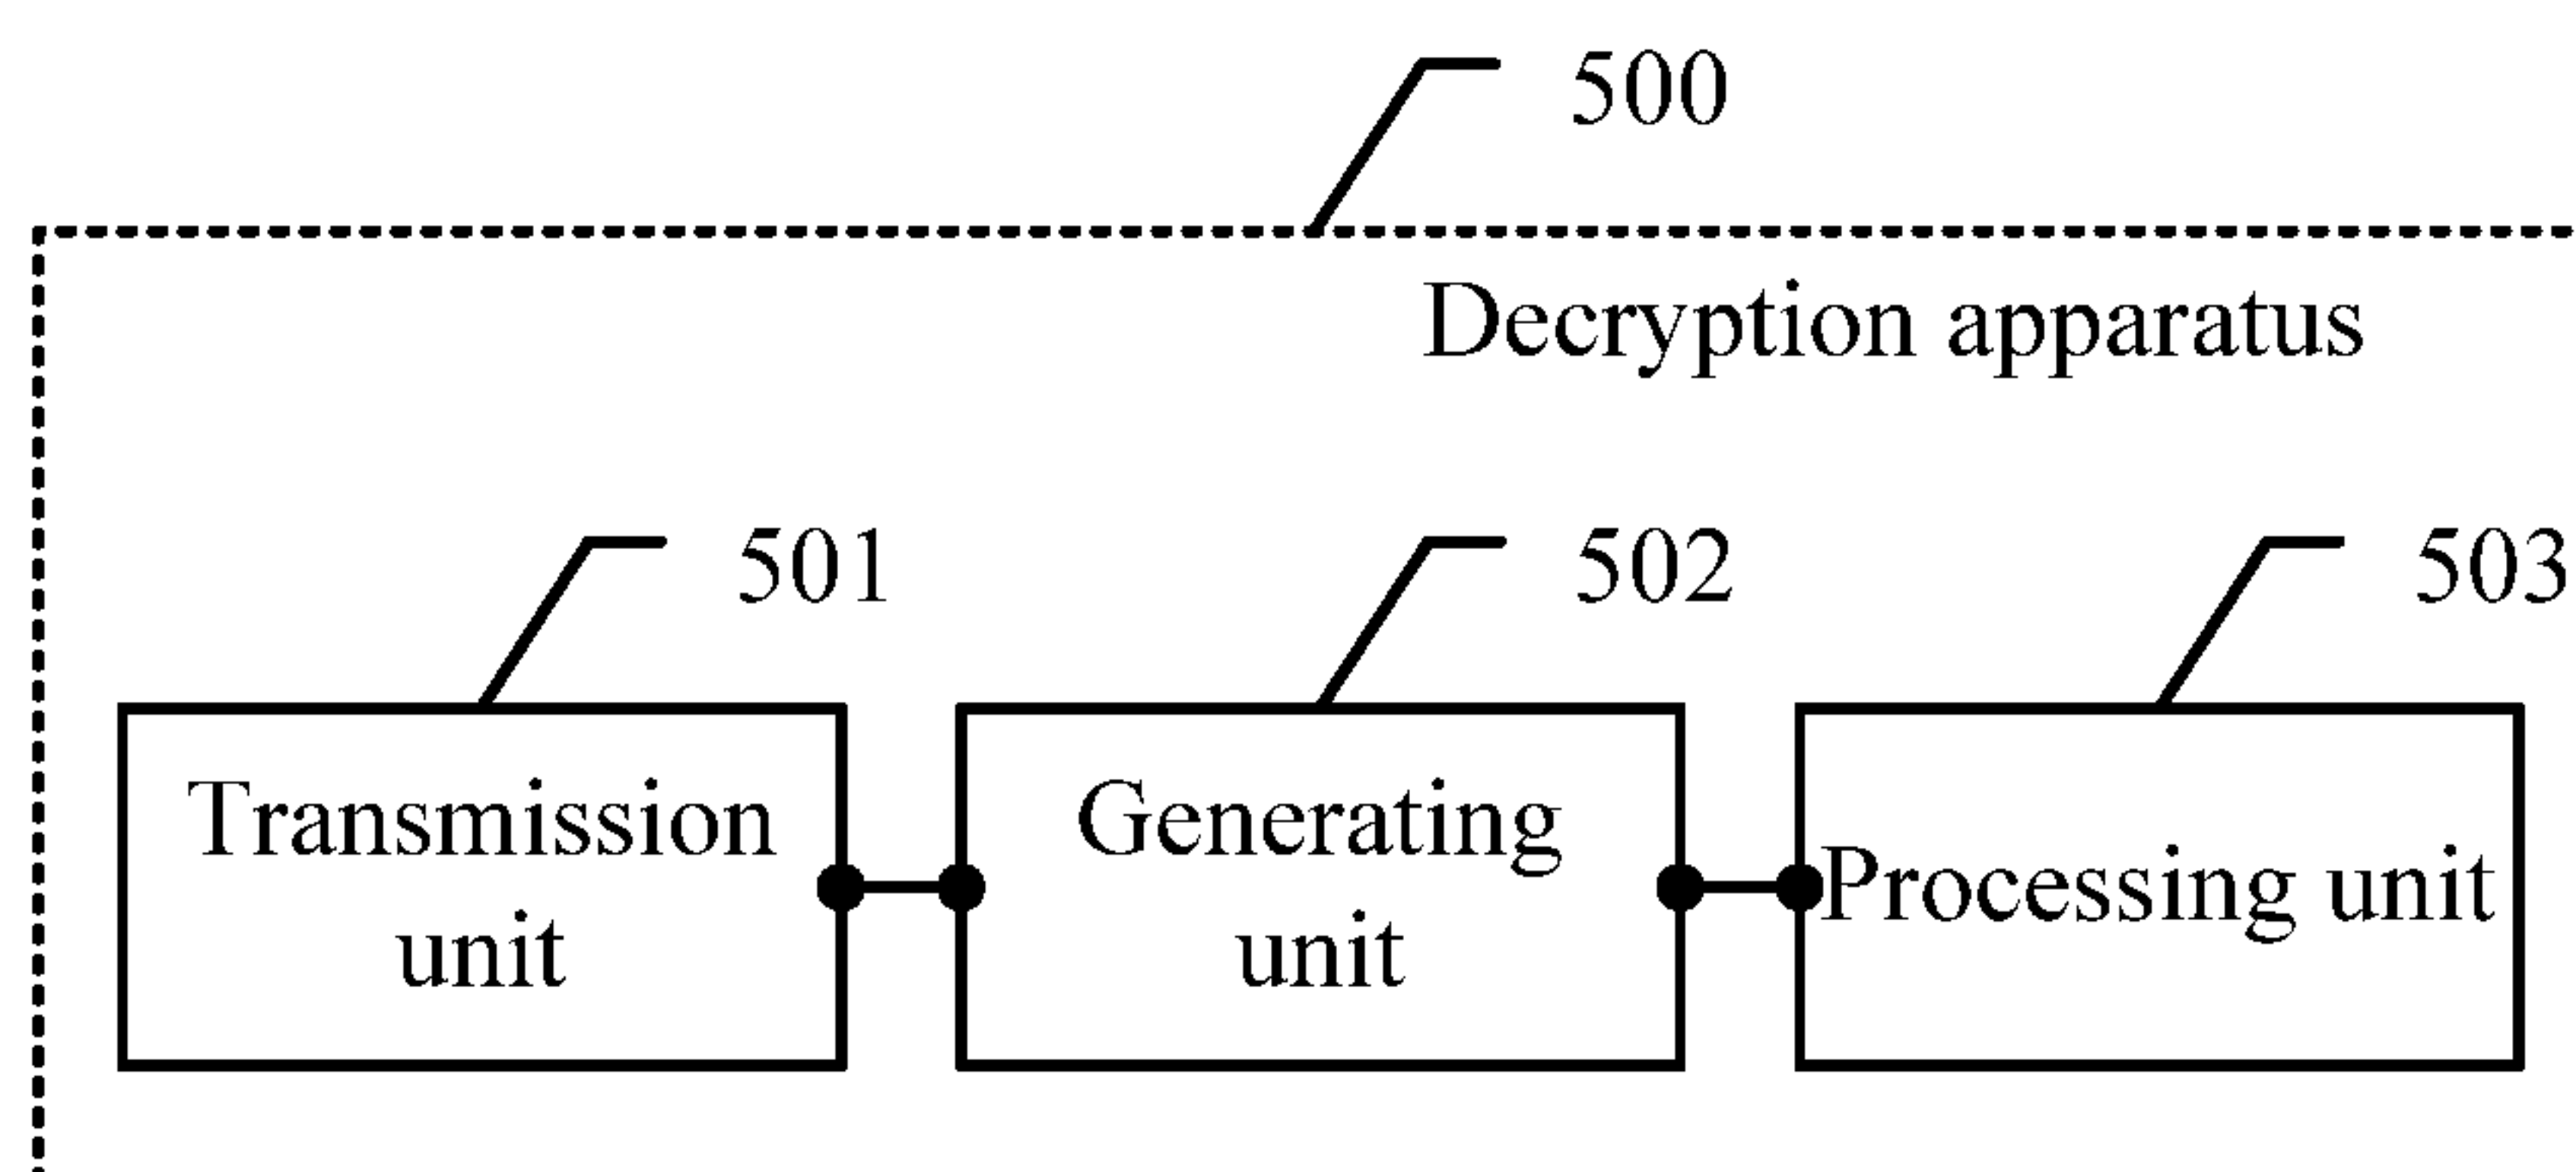 500
Decryption apparatus
501
502
503
Transmission
unit
Generating
unit
Processing unit